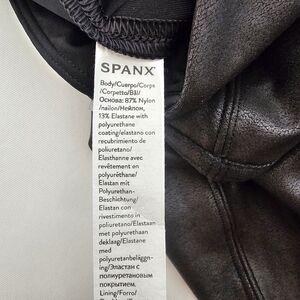 SPANX
Body/Cuerpo/Corps
/Corpetto/Bål/
Основа: 87% Nylon
/nailon/Нейлон,
13% Elastane with
polyurethane
coating/elastano con
recubrimiento de
poliuretano/
Elasthanne avec
revêtement en
polyuréthane/
Elastan mit
Polyurethan-
Beschichtung/
Elastan con
rivestimento in
poliuretano/Elastaan
met polyurethaan
deklaag/Elastane
med
polyuretanbeläggn-
ing/Эластан с
полиуретановым
покрытием.
Lining/Forro/